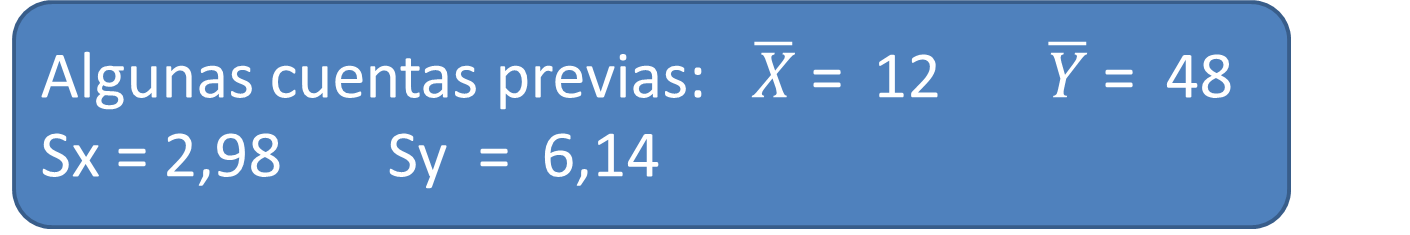 Algunas cuentas previas: X̅ = 12 Y̅ = 48
Sx = 2,98 Sy = 6,14